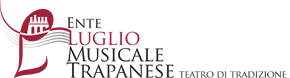 ENTE
LUGLIO
MUSICALE
TRAPANESE TEATRO DI TRADIZIONE